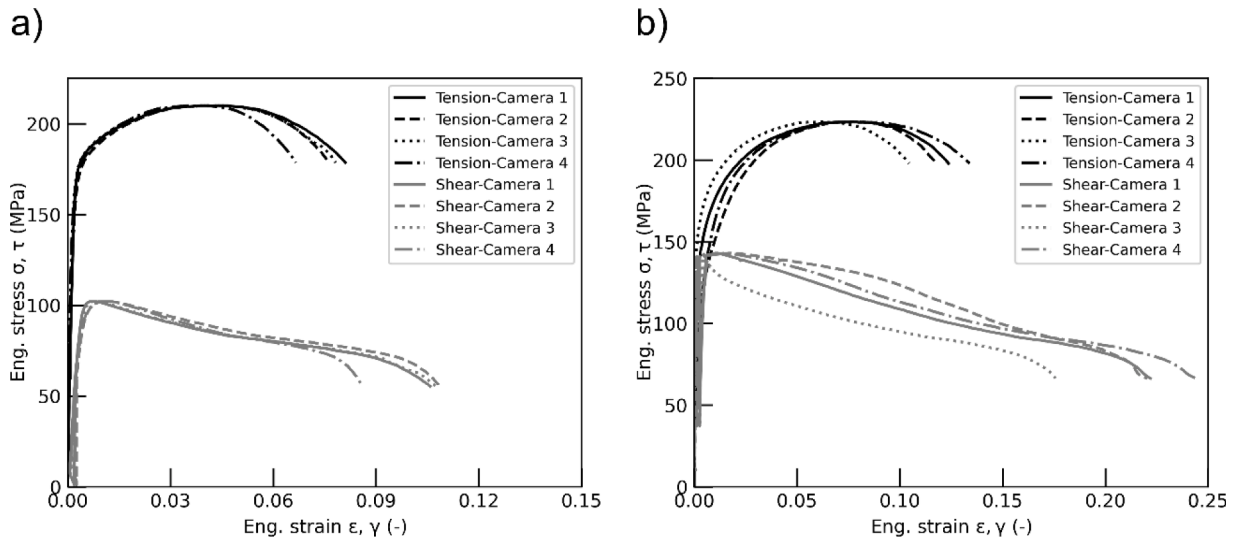 a)
200
150
100
50
0
Eng. stress σ, τ (MPa)
0.00
0.03
0.06
0.09
0.12
0.15
Eng. strain ε, γ (-)
Tension-Camera 1
Tension-Camera 2
Tension-Camera 3
Tension-Camera 4
Shear-Camera 1
Shear-Camera 2
Shear-Camera 3
Shear-Camera 4
b)
250
200
150
100
50
0
Eng. stress σ, τ (MPa)
0.00
0.05
0.10
0.15
0.20
0.25
Eng. strain ε, γ (-)
Tension-Camera 1
Tension-Camera 2
Tension-Camera 3
Tension-Camera 4
Shear-Camera 1
Shear-Camera 2
Shear-Camera 3
Shear-Camera 4